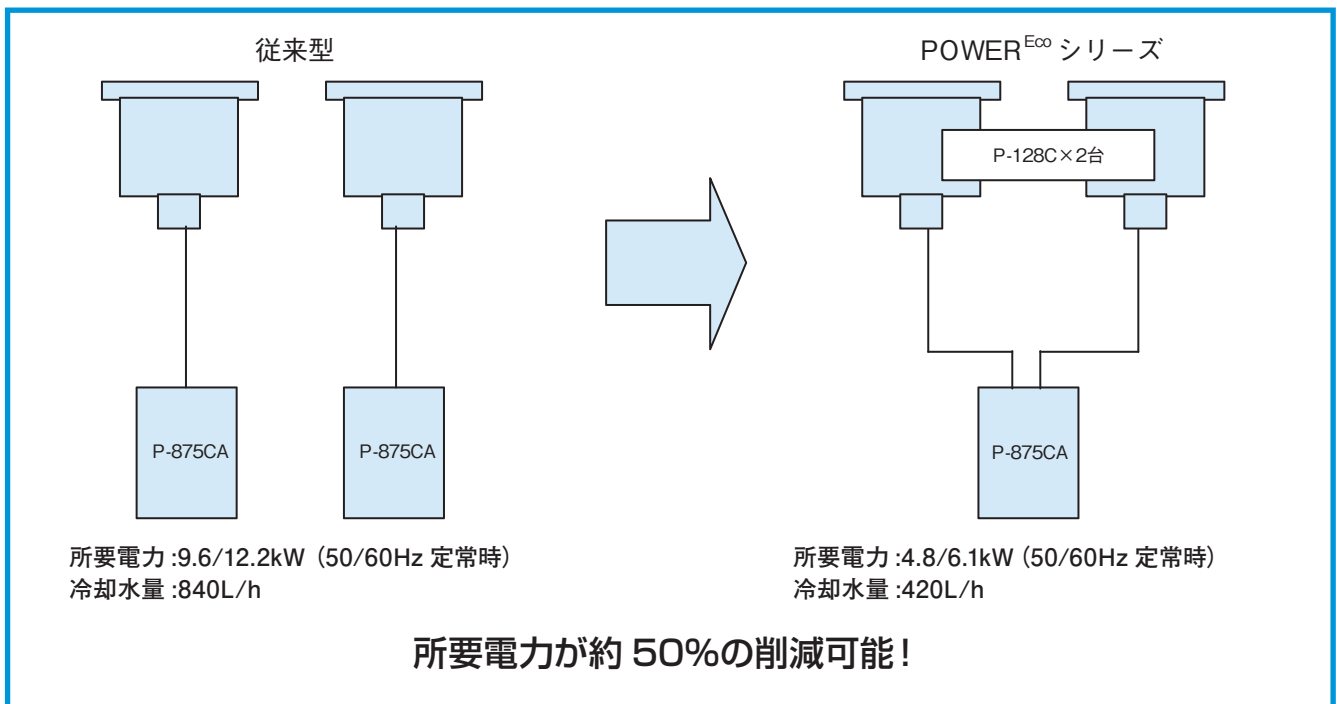 従来型
POWER Eco シリーズ
P-128C×2台
P-875CA
P-875CA
P-875CA
所要電力:9.6/12.2kW（50/60Hz 定常時）
冷却水量:840L/h
所要電力:4.8/6.1kW（50/60Hz 定常時）
冷却水量:420L/h
所要電力が約 50%の削減可能！